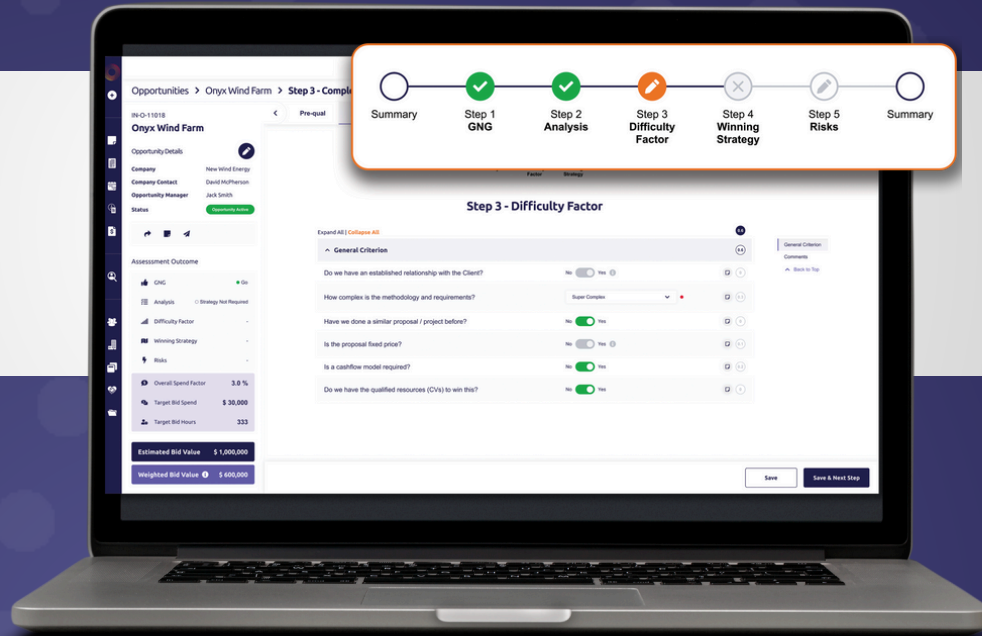 Opportunities > Onyx Wind Farm > Step 3 - Compl
IN-O-11018
Onyx Wind Farm
Opportunity Details
Company New Wind Energy
Company Contact David McPherson
Opportunity Manager Jack Smith
Status Opportunity Active
Assesssment Outcome
GNG Go
Analysis Strategy Not Required
Difficulty Factor -
Winning Strategy -
Risks -
Overall Spend Factor 3.0 %
Target Bid Spend $ 30,000
Target Bid Hours 333
Estimated Bid Value $ 1,000,000
Weighted Bid Value $ 600,000
Pre-qual
Summary
Step 1
GNG
Step 2
Analysis
Step 3
Difficulty
Factor
Step 4
Winning
Strategy
Step 5
Risks
Summary
Factor Strategy
Step 3 - Difficulty Factor
Expand All | Collapse All
General Criterion
Do we have an established relationship with the Client? No Yes
How complex is the methodology and requirements? Super Complex
Have we done a similar proposal / project before? No Yes
Is the proposal fixed price? No Yes
Is a cashflow model required? No Yes
Do we have the qualified resources (CVs) to win this? No Yes
General Criterion
Comments
Back to Top
Save
Save & Next Step